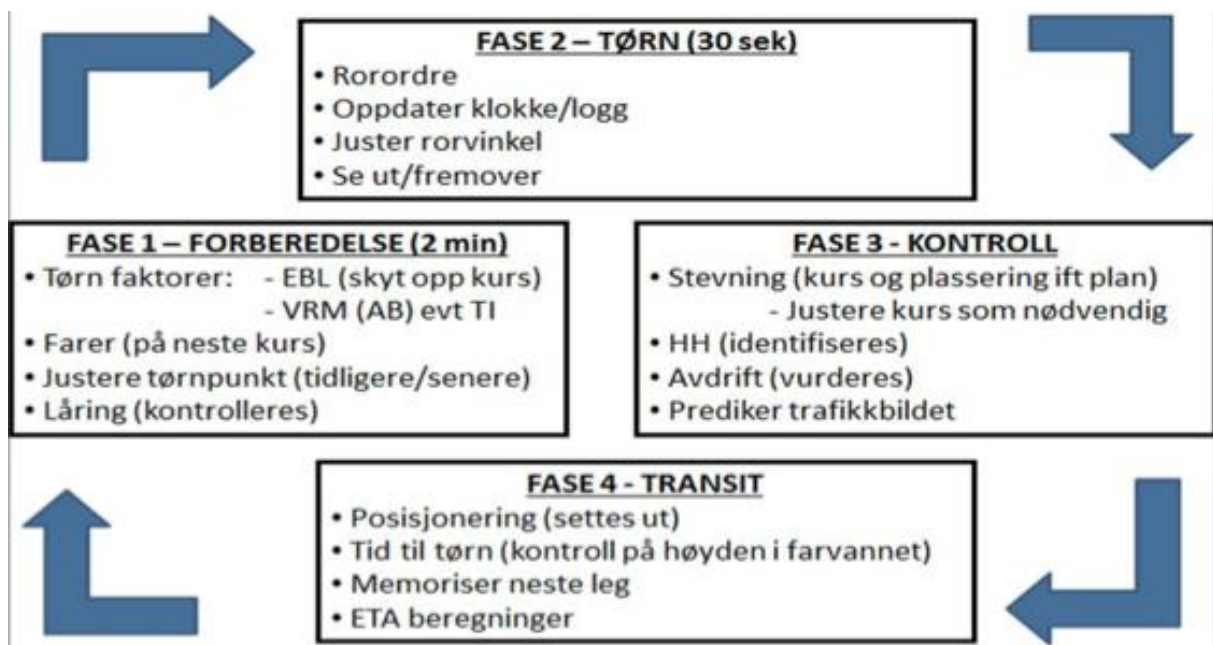 FASE 2 – TØRN (30 sek)
• Rorordre
• Oppdater klokke/logg
• Juster rorvinkel
• Se ut/fremover
FASE 1 – FORBEREDELSE (2 min)
• Tørn faktorer: - EBL (skyt opp kurs)
- VRM (AB) evt TI
• Farer (på neste kurs)
• Justere tørnpunkt (tidligere/senere)
• Låring (kontrolleres)
FASE 3 - KONTROLL
• Stevning (kurs og plassering ift plan)
- Justere kurs som nødvendig
• HH (identifiseres)
• Avdrift (vurderes)
• Prediker trafikkbildet
FASE 4 - TRANSIT
• Posisjonering (settes ut)
• Tid til tørn (kontroll på høyden i farvannet)
• Memoriser neste leg
• ETA beregninger